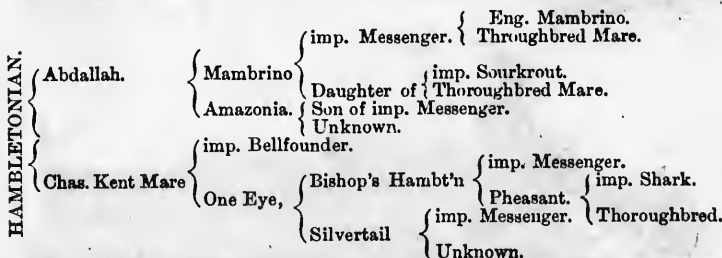 HAMBLETONIAN.
Abdallah.
Mambrino
imp. Messenger.
Eng. Mambrino.
Throughbred Mare.
Daughter of
imp. Sourkrout.
Thoroughbred Mare.
Amazonia.
Son of imp. Messenger.
Unknown.
Chas. Kent Mare
imp. Bellfounder.
One Eye,
Bishop's Hambt'n
imp. Messenger.
Pheasant.
imp. Shark.
Thoroughbred.
Silvertail
imp. Messenger.
Unknown.